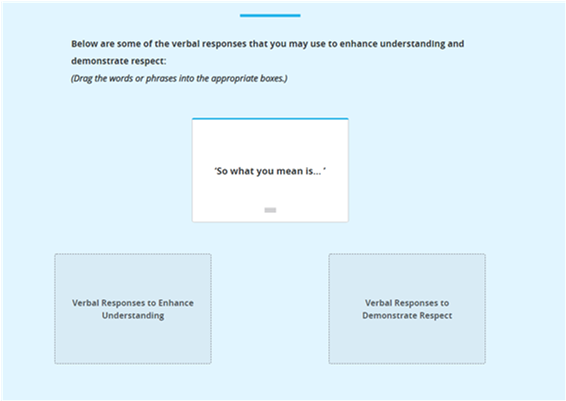 Below are some of the verbal responses that you may use to enhance understanding and
demonstrate respect:
(Drag the words or phrases into the appropriate boxes.)
'So what you mean is... '
Verbal Responses to Enhance
Understanding
Verbal Responses to
Demonstrate Respect